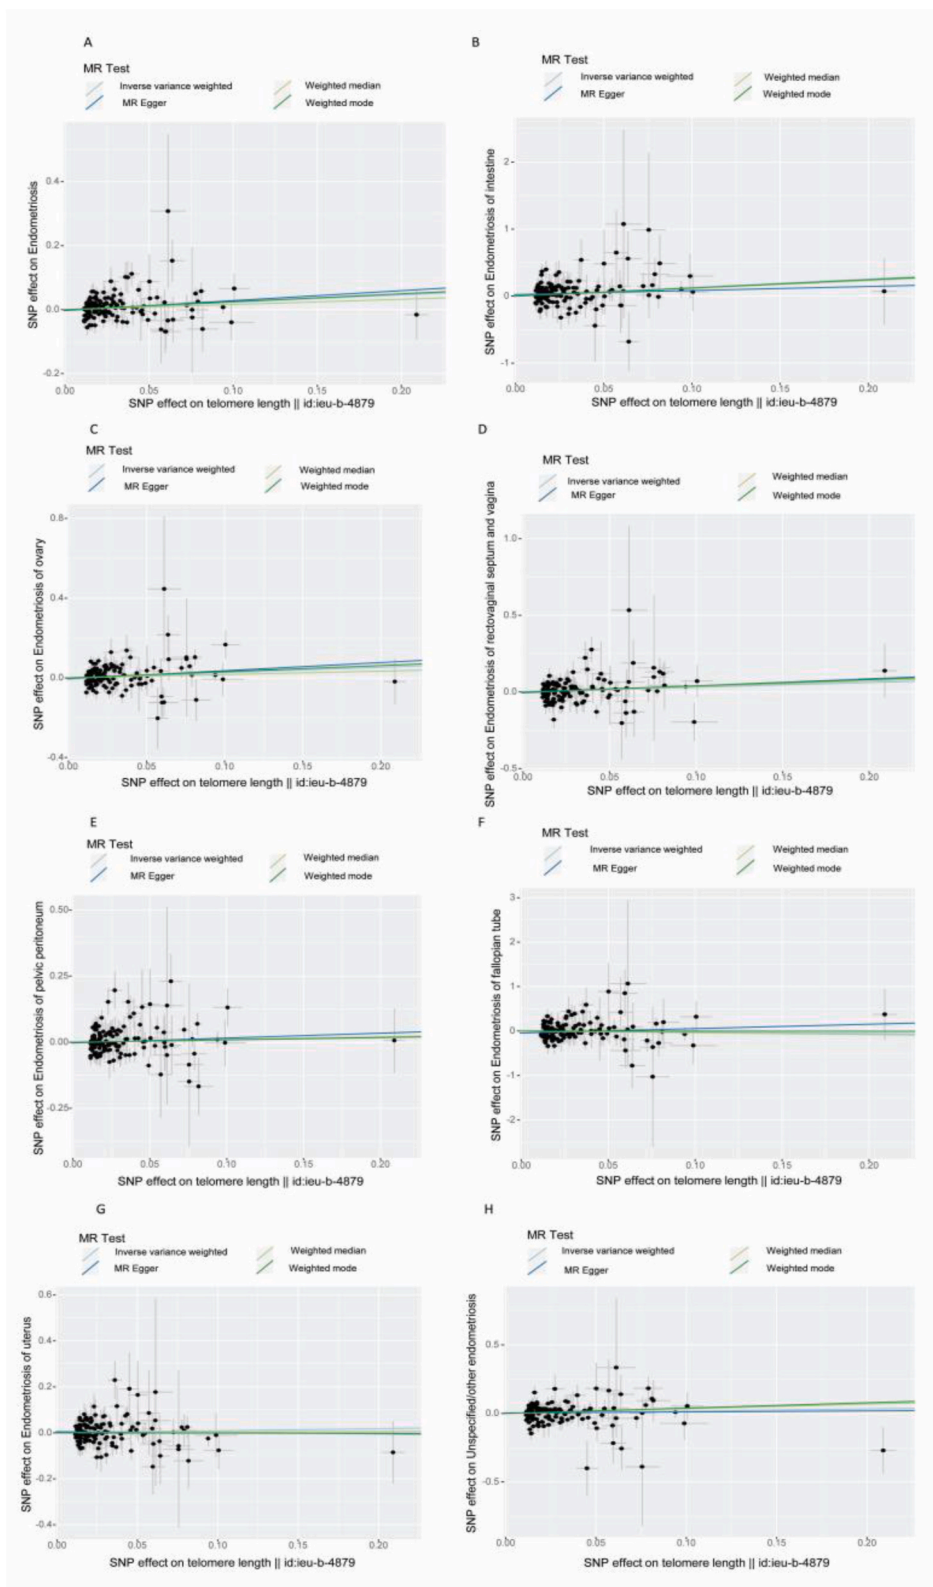 A
MR Test
Inverse variance weighted
Weighted median
MR Egger
Weighted mode
SNP effect on Endometriosis
0.4
0.2
0.0
-0.2
0.00 0.05 0.10 0.15 0.20
SNP effect on telomere length || id:ieu-b-4879
B
MR Test
Inverse variance weighted
Weighted median
MR Egger
Weighted mode
SNP effect on Endometriosis of intestine
2
1
0
-1
0.00 0.05 0.10 0.15 0.20
SNP effect on telomere length || id:ieu-b-4879
C
MR Test
Inverse variance weighted
Weighted median
MR Egger
Weighted mode
SNP effect on Endometriosis of ovary
0.8
0.4
0.0
-0.4
0.00 0.05 0.10 0.15 0.20
SNP effect on telomere length || id:ieu-b-4879
D
MR Test
Inverse variance weighted
Weighted median
MR Egger
Weighted mode
SNP effect on Endometriosis of rectovaginal septum and vagina
1.0
0.5
0.0
-0.5
0.00 0.05 0.10 0.15 0.20
SNP effect on telomere length || id:ieu-b-4879
E
MR Test
Inverse variance weighted
Weighted median
MR Egger
Weighted mode
SNP effect on Endometriosis of pelvic peritoneum
0.50
0.25
0.00
-0.25
0.00 0.05 0.10 0.20
SNP effect on telomere length || id:ieu-b-4879
F
MR Test
Inverse variance weighted
Weighted median
MR Egger
Weighted mode
SNP effect on Endometriosis of fallopian tube
3
2
1
0
-1
-2
0.00 0.05 0.10 0.15 0.20
SNP effect on telomere length || id:ieu-b-4879
G
MR Test
Inverse variance weighted
Weighted median
MR Egger
Weighted mode
SNP effect on Endometriosis of uterus
0.6
0.4
0.2
0.0
-0.2
-0.4
0.00 0.05 0.10 0.15 0.20
SNP effect on telomere length || id:ieu-b-4879
H
MR Test
Inverse variance weighted
Weighted median
MR Egger
Weighted mode
SNP effect on Unspecified/other endometriosis
0.5
0.0
-0.5
0.00 0.05 0.10 0.15 0.20
SNP effect on telomere length || id:ieu-b-4879